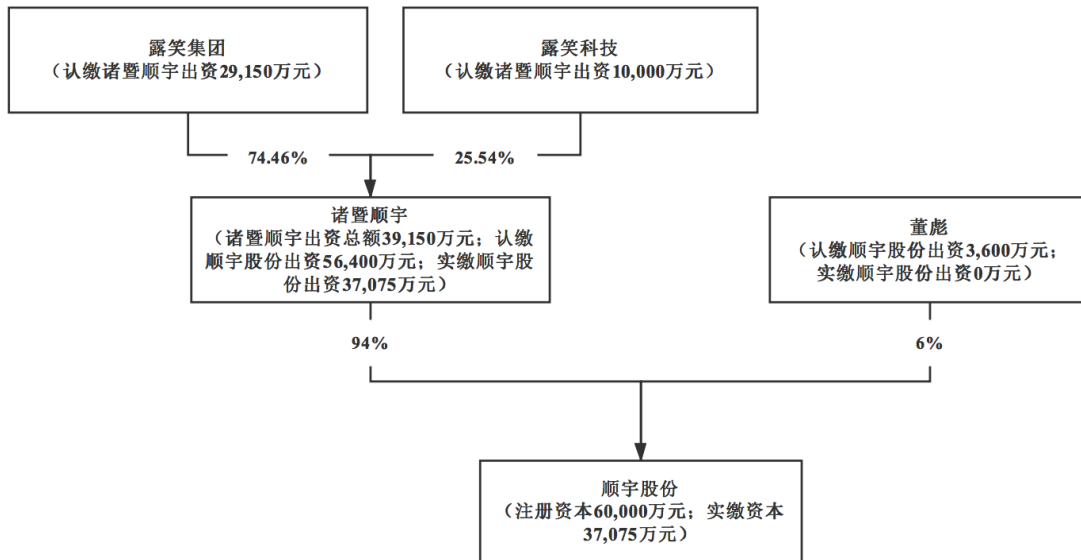 露笑集团
（认缴诸暨顺宇出资29,150万元）
露笑科技
（认缴诸暨顺宇出资10,000万元）
74.46%
25.54%
诸暨顺宇
（诸暨顺宇出资总额39,150万元；认缴
顺宇股份出资56,400万元；实缴顺宇股
份出资37,075万元）
董彪
（认缴顺宇股份出资3,600万元；
实缴顺宇股份出资0万元）
94%
6%
顺宇股份
（注册资本60,000万元；实缴资本
37,075万元）